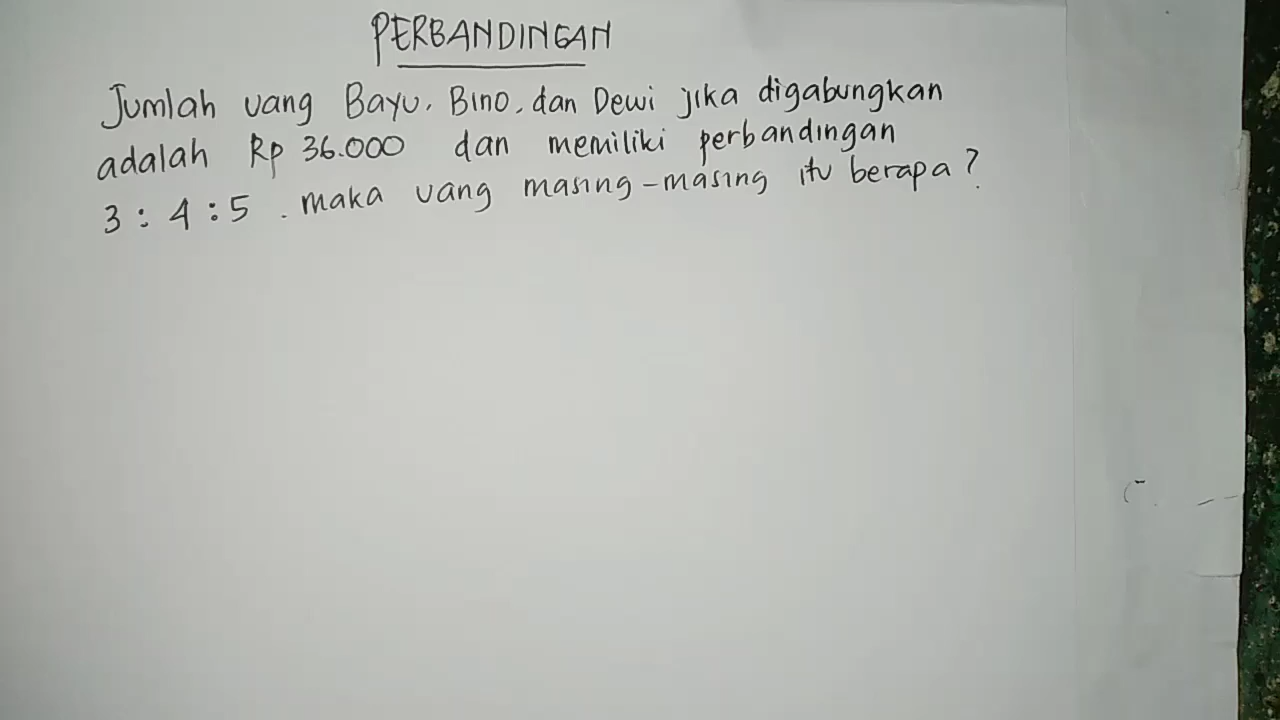 PERBANDINGAN
Jumlah uang Bayu, Bino, dan Dewi jika digabungkan
adalah Rp 36.000 dan memiliki perbandingan
3 : 4 : 5 . maka uang masing-masing itu berapa?